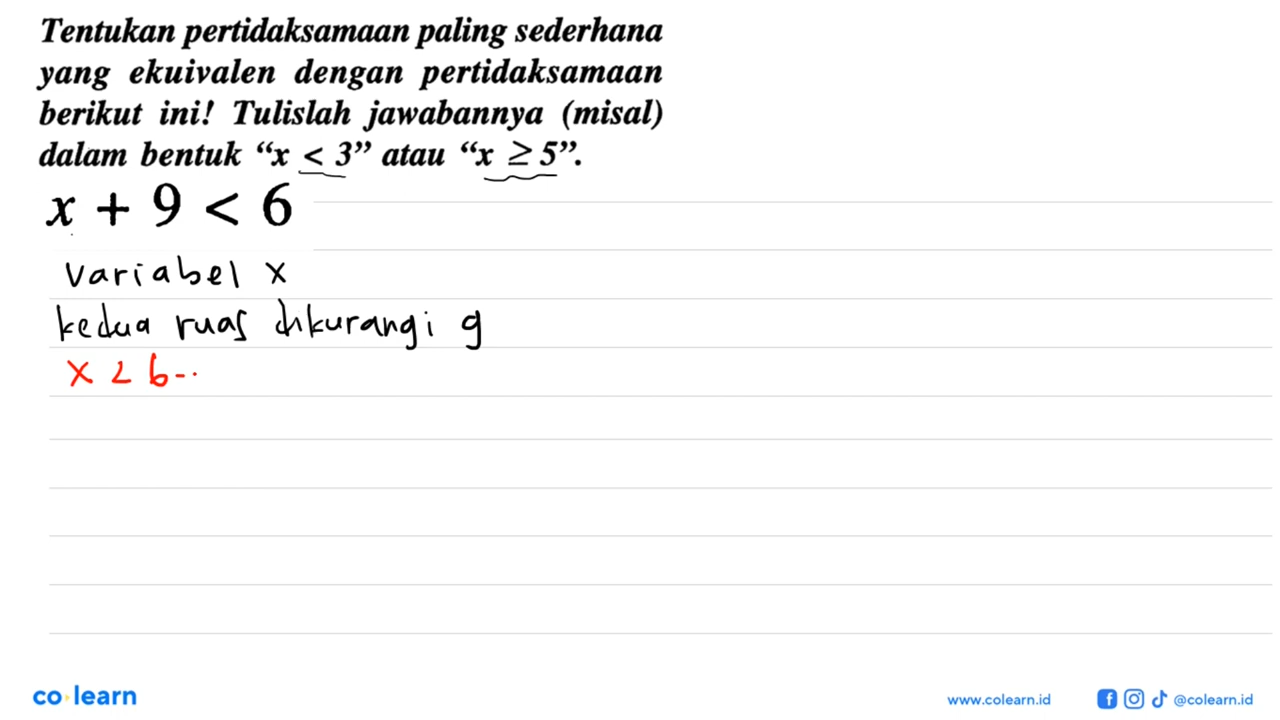 Tentukan pertidaksamaan paling sederhana
yang ekuivalen dengan pertidaksamaan
berikut ini! Tulislah jawabannya (misal)
dalam bentuk “x < 3” atau “x ≥ 5”.
x + 9 < 6
variabel x
kedua ruas dikurangi 9
x < 6 -
co learn
www.colearn.id @colearn.id